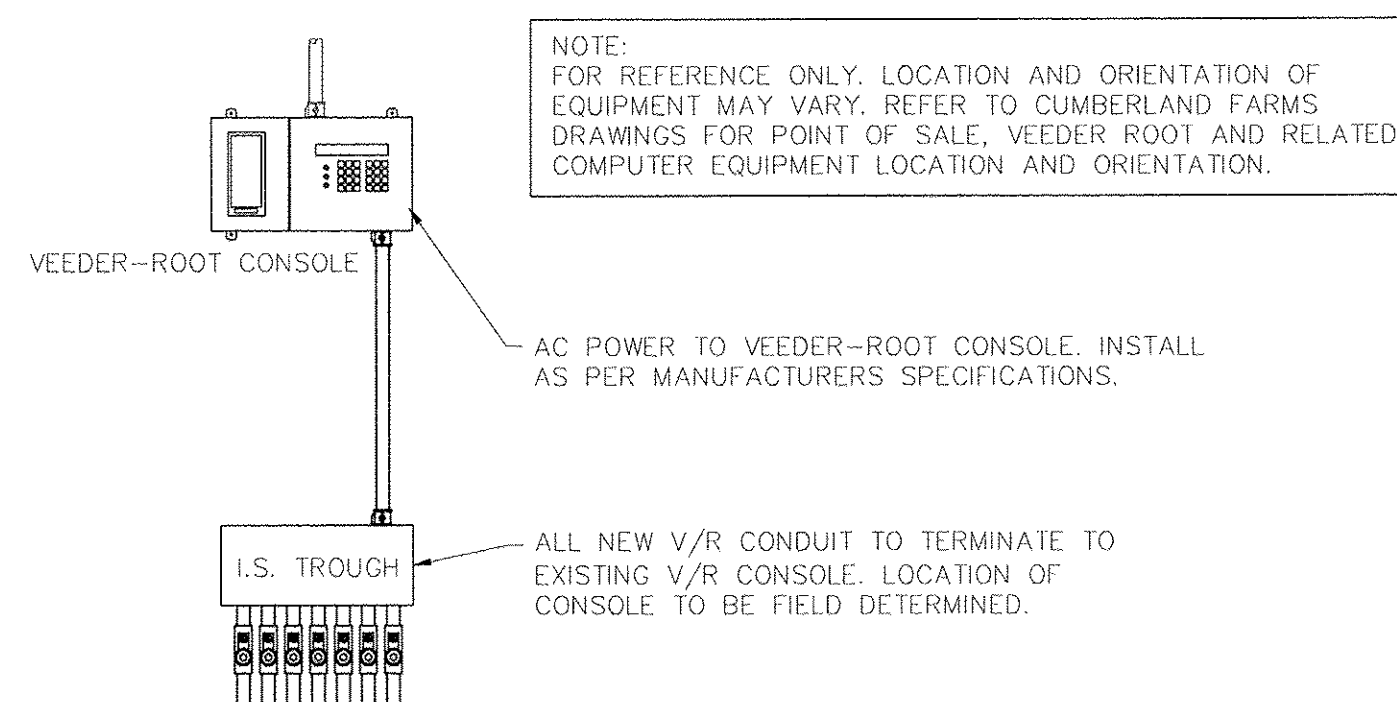 NOTE:
FOR REFERENCE ONLY. LOCATION AND ORIENTATION OF
EQUIPMENT MAY VARY. REFER TO CUMBERLAND FARMS
DRAWINGS FOR POINT OF SALE, VEEDER ROOT AND RELATED
COMPUTER EQUIPMENT LOCATION AND ORIENTATION.
VEEDER-ROOT CONSOLE
AC POWER TO VEEDER-ROOT CONSOLE. INSTALL
AS PER MANUFACTURERS SPECIFICATIONS.
I.S. TROUGH
ALL NEW V/R CONDUIT TO TERMINATE TO
EXISTING V/R CONSOLE. LOCATION OF
CONSOLE TO BE FIELD DETERMINED.